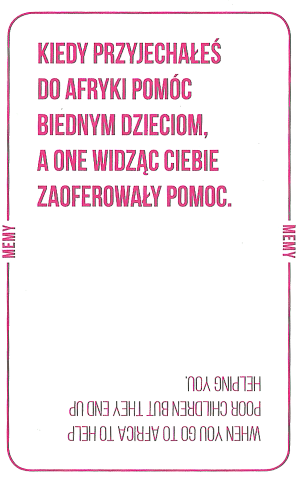 KIEDY PRZYJECHAŁEŚ
DO AFRYKI POMÓC
BIEDNYM DZIECIOM,
A ONE WIDZĄC CIEBIE
ZAOFEROWAŁY POMOC.
MEMY
MEMY
WHEN YOU GO TO AFRICA TO HELP
POOR CHILDREN BUT THEY END UP
HELPING YOU.